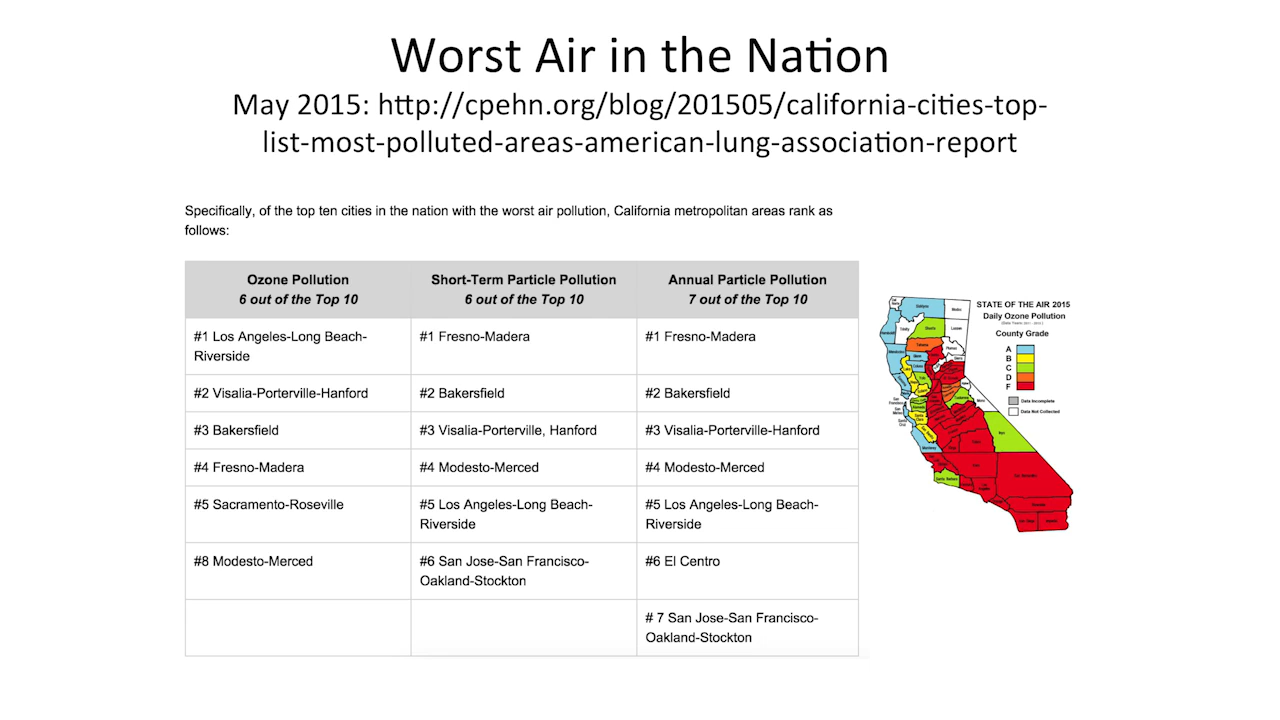 Worst Air in the Nation
May 2015: http://cpehn.org/blog/201505/california-cities-top-
list-most-polluted-areas-american-lung-association-report
Specifically, of the top ten cities in the nation with the worst air pollution, California metropolitan areas rank as
follows:
Ozone Pollution
6 out of the Top 10
Short-Term Particle Pollution
6 out of the Top 10
Annual Particle Pollution
7 out of the Top 10
#1 Los Angeles-Long Beach-
Riverside
#1 Fresno-Madera
#1 Fresno-Madera
#2 Visalia-Porterville-Hanford
#2 Bakersfield
#2 Bakersfield
#3 Bakersfield
#3 Visalia-Porterville, Hanford
#3 Visalia-Porterville-Hanford
#4 Fresno-Madera
#4 Modesto-Merced
#4 Modesto-Merced
#5 Sacramento-Roseville
#5 Los Angeles-Long Beach-
Riverside
#5 Los Angeles-Long Beach-
Riverside
#8 Modesto-Merced
#6 San Jose-San Francisco-
Oakland-Stockton
#6 El Centro
# 7 San Jose-San Francisco-
Oakland-Stockton
STATE OF THE AIR 2015
Daily Ozone Pollution
County Grade
A
B
C
D
F
Data Incomplete
Data Not Collected